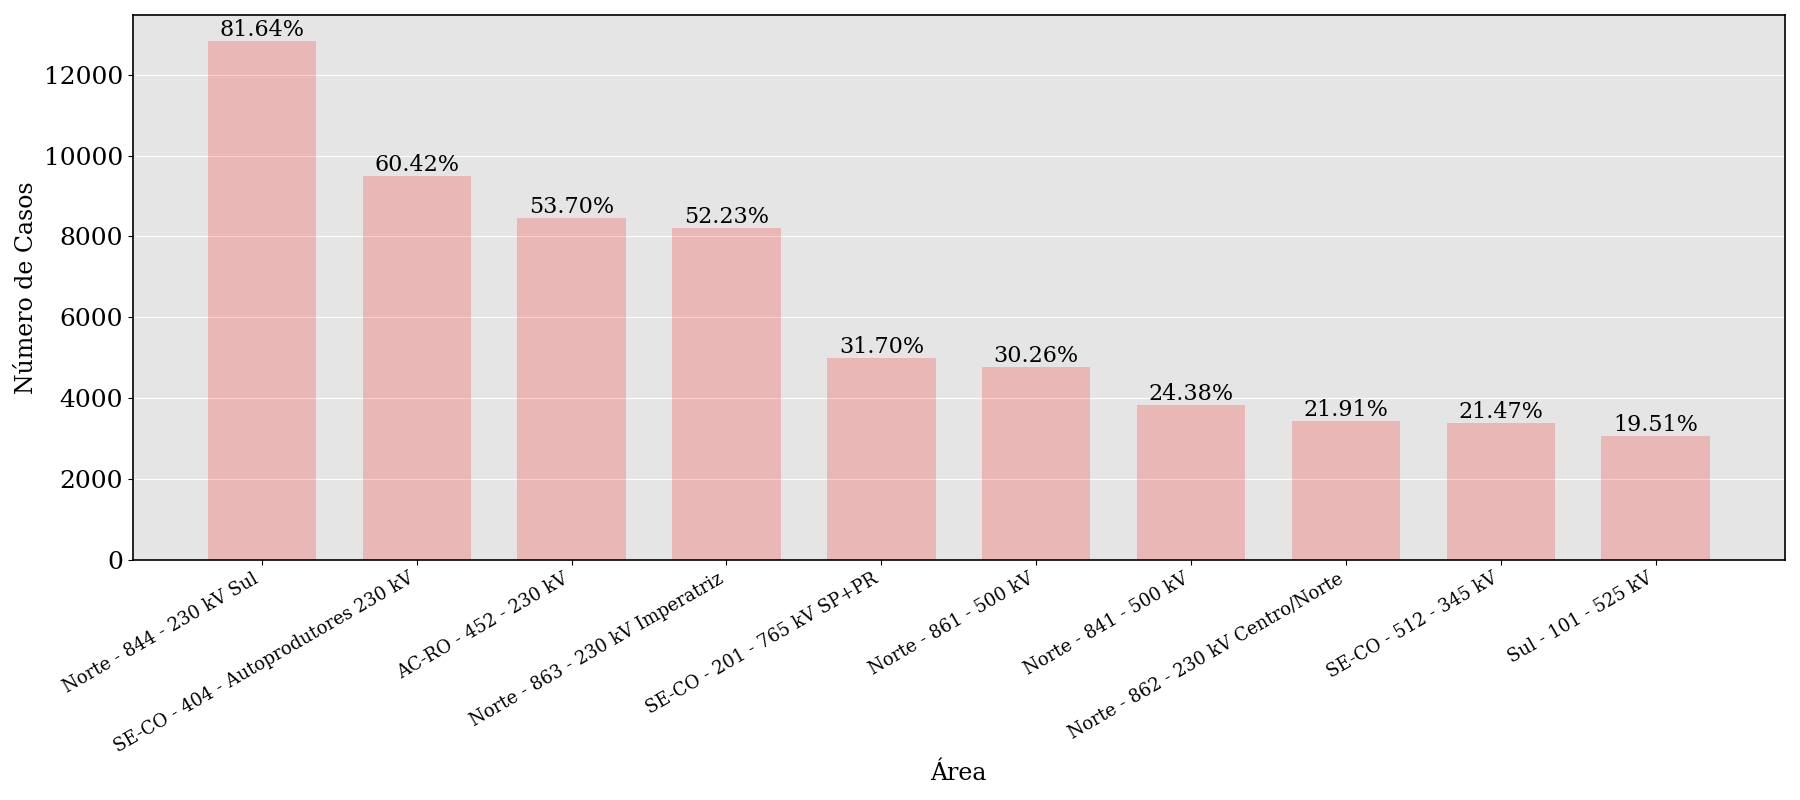 81.64%
60.42%
53.70%
52.23%
31.70%
30.26%
24.38%
21.91%
21.47%
19.51%
Número de Casos
12000
10000
8000
6000
4000
2000
0
Norte - 844 - 230 kV Sul
SE-CO - 404 - Autoprodutores 230 kV
AC-RO - 452 - 230 kV
Norte - 863 - 230 kV Imperatriz
SE-CO - 201 - 765 kV SP+PR
Norte - 861 - 500 kV
Norte - 841 - 500 kV
Norte - 862 - 230 kV Centro/Norte
SE-CO - 512 - 345 kV
Sul - 101 - 525 kV
Área